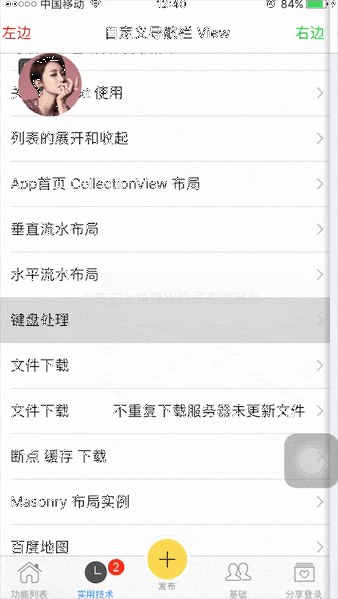 中国移动 12:40 84%
左边 自定义导航栏 View 右边
使用
列表的展开和收起
App首页 CollectionView 布局
垂直流水布局
水平流水布局
键盘处理
文件下载
文件下载 不重复下载服务器未更新文件
断点 缓存 下载
Masonry 布局实例
百度地图
2
功能列表 实用技术 发布 基础 分享登录